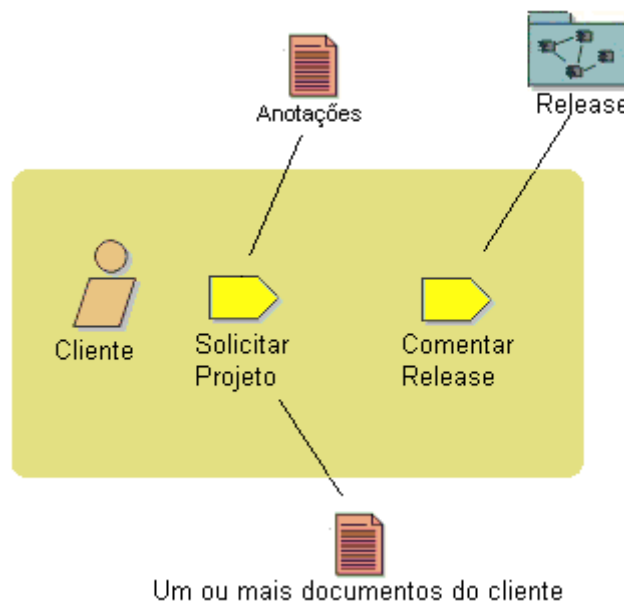 Anotações
Release
Cliente
Solicitar
Projeto
Comentar
Release
Um ou mais documentos do cliente